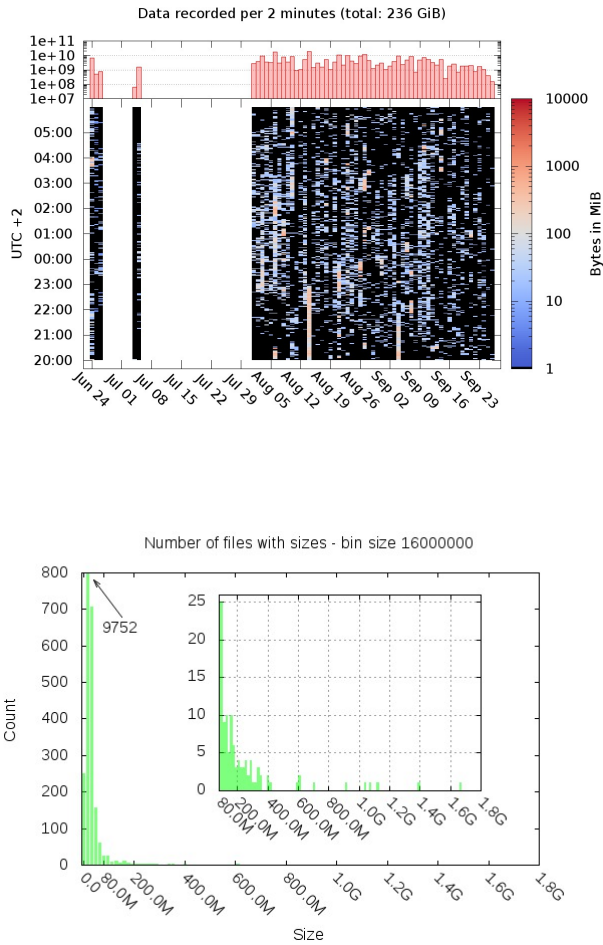 Data recorded per 2 minutes (total: 236 GiB)
1e+11
1e+10
1e+09
1e+08
1e+07
05:00
04:00
03:00
02:00
01:00
00:00
23:00
22:00
21:00
20:00
UTC +2
Jun 24
Jul 01
Jul 08
Jul 15
Jul 22
Jul 29
Aug 05
Aug 12
Aug 19
Aug 26
Sep 02
Sep 09
Sep 16
Sep 23
10000
1000
100
10
1
Bytes in MiB
Number of files with sizes - bin size 16000000
800
700
600
500
400
300
200
100
0
Count
9752
25
20
15
10
5
0
80.0M
200.0M
400.0M
600.0M
800.0M
1.0G
1.2G
1.4G
1.6G
1.8G
0.0
80.0M
200.0M
400.0M
600.0M
800.0M
1.0G
1.2G
1.4G
1.6G
1.8G
Size